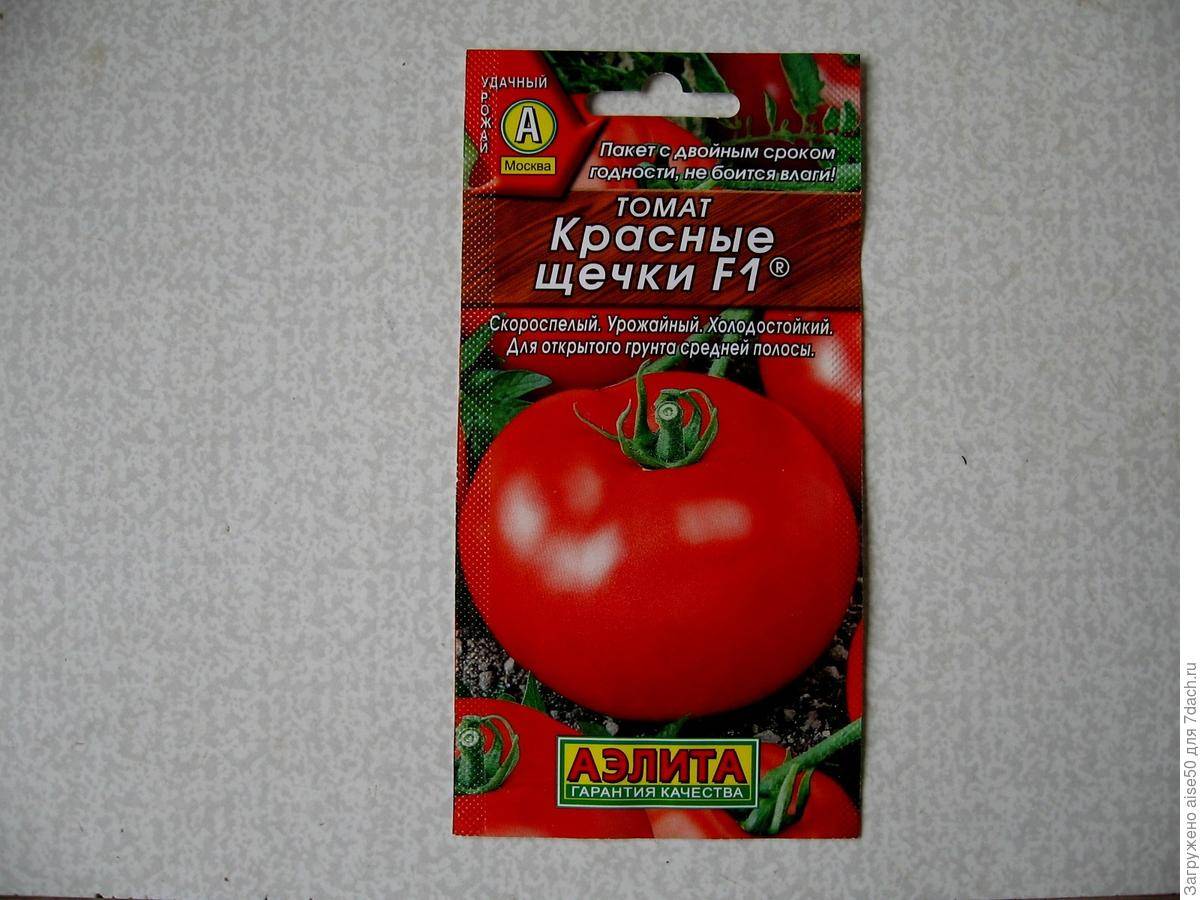 УДАЧНЫЙ
УРОЖАЙ
А
Москва
Пакет с двойным сроком
годности, не боится влаги!
ТОМАТ
Красные
щечки F1®
Скороспелый. Урожайный. Холодостойкий.
Для открытого грунта средней полосы.
АЭЛИТА
ГАРАНТИЯ КАЧЕСТВА
Загружено aise50 для 7dach.ru